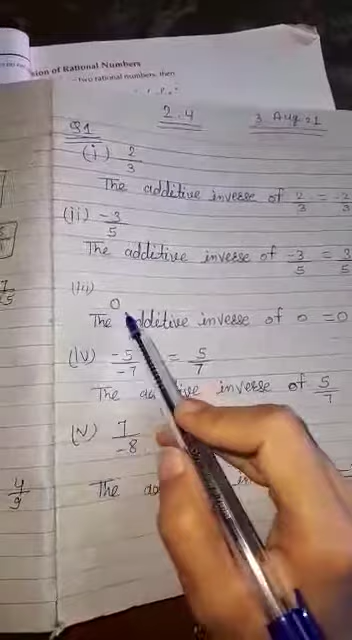 sion of Rational Numbers
two rational numbers, then
2.4 3 Aug 21
Q1
(i) 2/3
The additive inverse of 2/3 = -2/3
(ii) -3/5
The additive inverse of -3/5 = 3/5
(iii)
0
The additive inverse of 0 = 0
(iv) -5/-7 = 5/7
The inverse of 5/7
(v) 7/-8
4/9 The